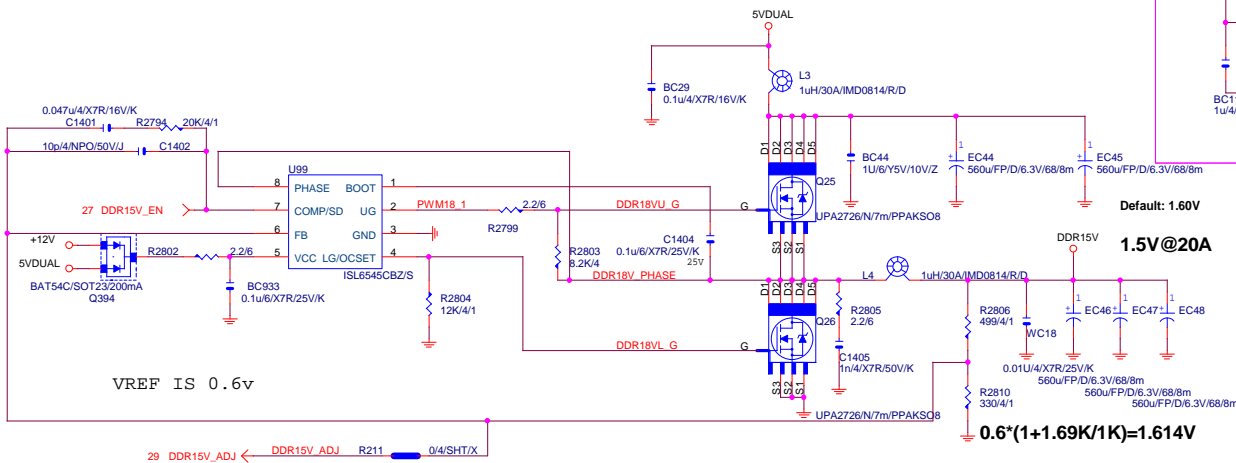 5VDUAL
BC29
0.1u/4/X7R/16V/K
L3
1uH/30A/IMD0814/R/D
BC1
1u/4/
0.047u/4/X7R/16V/K
C1401
R2794
20K/4/1
10p/4/NPO/50V/J
C1402
D1
D2
D3
D4
D5
BC44
1U/6/Y5V/10V/Z
1
EC44
560u/FP/D/6.3V/68/8m
1
EC45
560u/FP/D/6.3V/68/8m
U99
8 PHASE BOOT 1
7 COMP/SD UG 2
6 FB GND 3
5 VCC LG/OCSET 4
ISL6545CBZ/S
27 DDR15V_EN
PWM18_1
2.2/6
R2799
DDR18VU_G
G
Q25
UPA2726/N/7m/PPAKSO8
S3
S2
S1
Default: 1.60V
1.5V@20A
+12V
5VDUAL
BAT54C/SOT23/200mA
Q394
R2802
2.2/6
BC933
0.1u/6/X7R/25V/K
R2803
8.2K/4
C1404
0.1u/6/X7R/25V/K
25V
DDR18V_PHASE
R2804
12K/4/1
L4
1uH/30A/IMD0814/R/D
DDR15V
D1
D2
D3
D4
D5
R2805
2.2/6
Q26
DDR18VL_G
G
S3
S2
S1
C1405
1n/4/X7R/50V/K
UPA2726/N/7m/PPAKSO8
R2806
499/4/1
WC18
0.01U/4/X7R/25V/K
1
EC46
560u/FP/D/6.3V/68/8m
1
EC47
560u/FP/D/6.3V/68/8m
1
EC48
560u/FP/D/6.3V/68/8m
R2810
330/4/1
VREF IS 0.6v
0.6*(1+1.69K/1K)=1.614V
29 DDR15V_ADJ
DDR15V_ADJ
R211
0/4/SHT/X